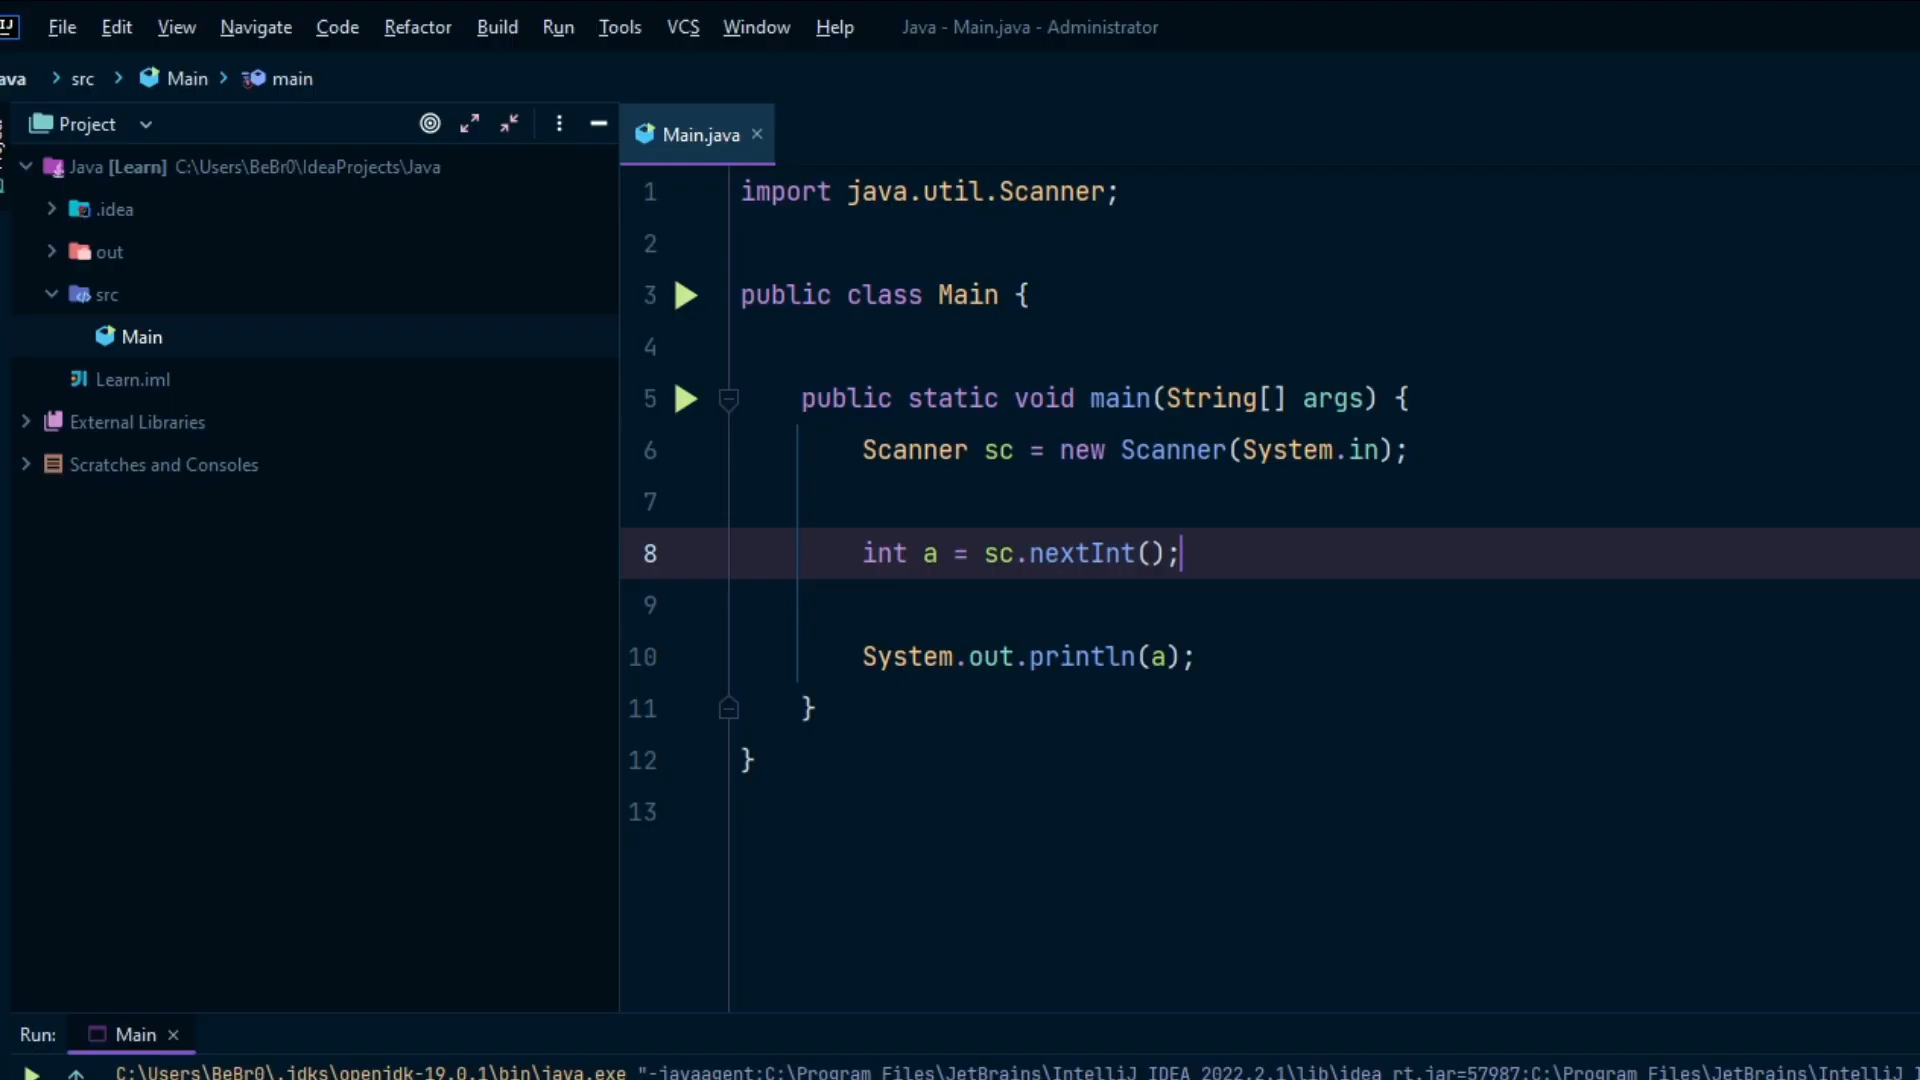 IJ File Edit View Navigate Code Refactor Build Run Tools VCS Window Help Java - Main.java - Administrator
ava src Main main
Project
Main.java
Java [Learn] C:\Users\BeBr0\IdeaProjects\Java
.idea
out
src
Main
Learn.iml
External Libraries
Scratches and Consoles
1 import java.util.Scanner;
2
3 public class Main {
4
5 public static void main(String[] args) {
6 Scanner sc = new Scanner(System.in);
7
8 int a = sc.nextInt();
9
10 System.out.println(a);
11 }
12 }
13
Run: Main
C:\Users\BeBr0\.jdks\openjdk-19.0.1\bin\java.exe "-javaagent:C:\Program Files\JetBrains\IntelliJ IDEA 2022.2.1\lib\idea_rt.jar=57987:C:\Program Files\JetBrains\IntelliJ